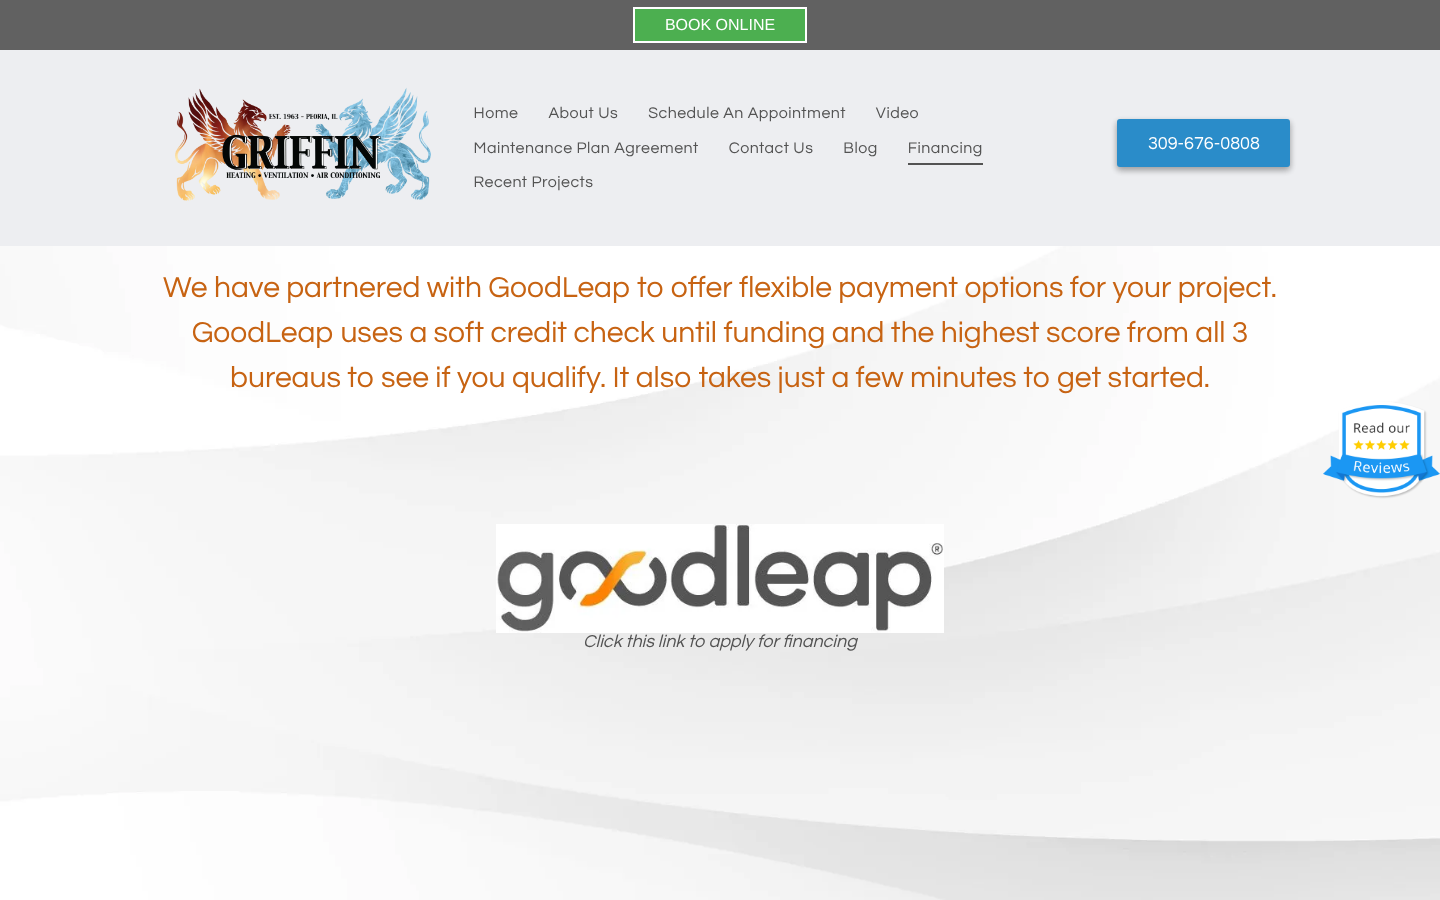 BOOK ONLINE
EST. 1963 - PEORIA, IL
GRIFFIN
HEATING • VENTILATION • AIR CONDITIONING
Home
About Us
Schedule An Appointment
Video
Maintenance Plan Agreement
Contact Us
Blog
Financing
Recent Projects
309-676-0808
We have partnered with GoodLeap to offer flexible payment options for your project.
GoodLeap uses a soft credit check until funding and the highest score from all 3
bureaus to see if you qualify. It also takes just a few minutes to get started.
Read our
Reviews
goodleap®
Click this link to apply for financing